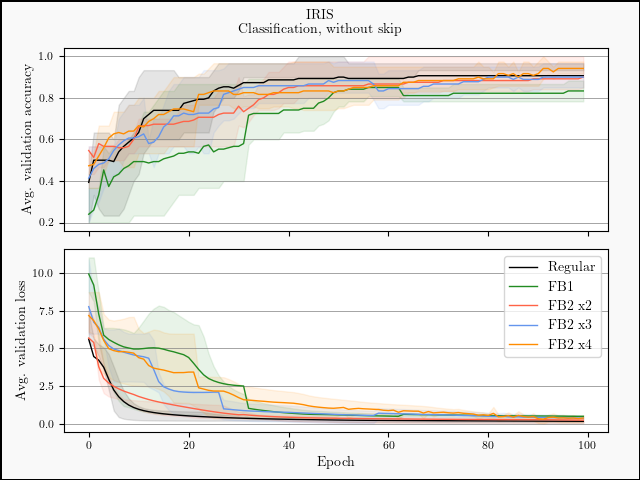 IRIS
Classification, without skip
Avg. validation accuracy
1.0
0.8
0.6
0.4
0.2
Avg. validation loss
10.0
7.5
5.0
2.5
0.0
Regular
FB1
FB2 x2
FB2 x3
FB2 x4
0 20 40 60 80 100
Epoch